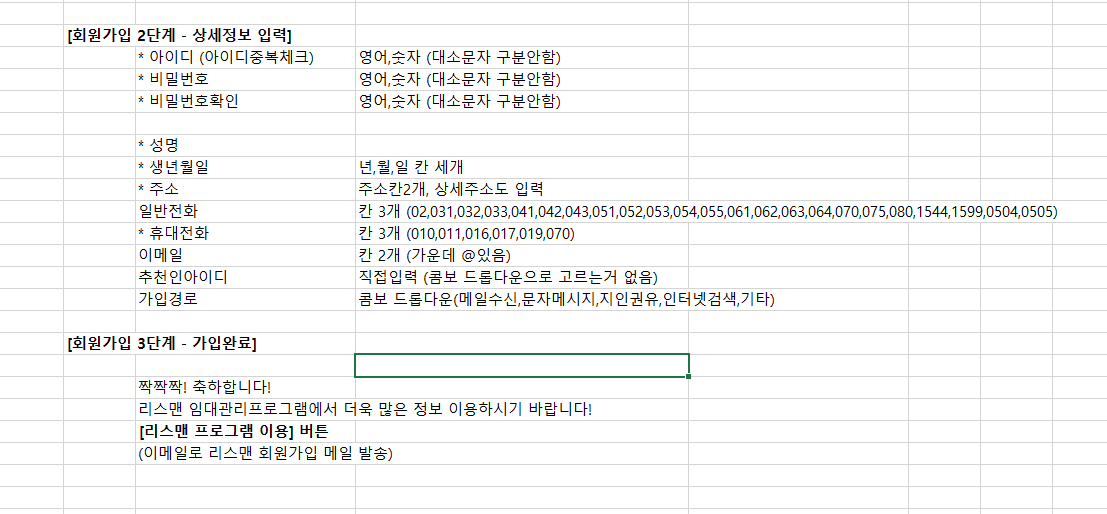 [회원가입 2단계 - 상세정보 입력]
* 아이디 (아이디중복체크) 영어,숫자 (대소문자 구분안함)
* 비밀번호 영어,숫자 (대소문자 구분안함)
* 비밀번호확인 영어,숫자 (대소문자 구분안함)
* 성명
* 생년월일 년,월,일 칸 세개
* 주소 주소칸2개, 상세주소도 입력
일반전화 칸 3개 (02,031,032,033,041,042,043,051,052,053,054,055,061,062,063,064,070,075,080,1544,1599,0504,0505)
* 휴대전화 칸 3개 (010,011,016,017,019,070)
이메일 칸 2개 (가운데 @있음)
추천인아이디 직접입력 (콤보 드롭다운으로 고르는거 없음)
가입경로 콤보 드롭다운(메일수신,문자메시지,지인권유,인터넷검색,기타)
[회원가입 3단계 - 가입완료]
짝짝짝! 축하합니다!
리스맨 임대관리프로그램에서 더욱 많은 정보 이용하시기 바랍니다!
[리스맨 프로그램 이용] 버튼
(이메일로 리스맨 회원가입 메일 발송)